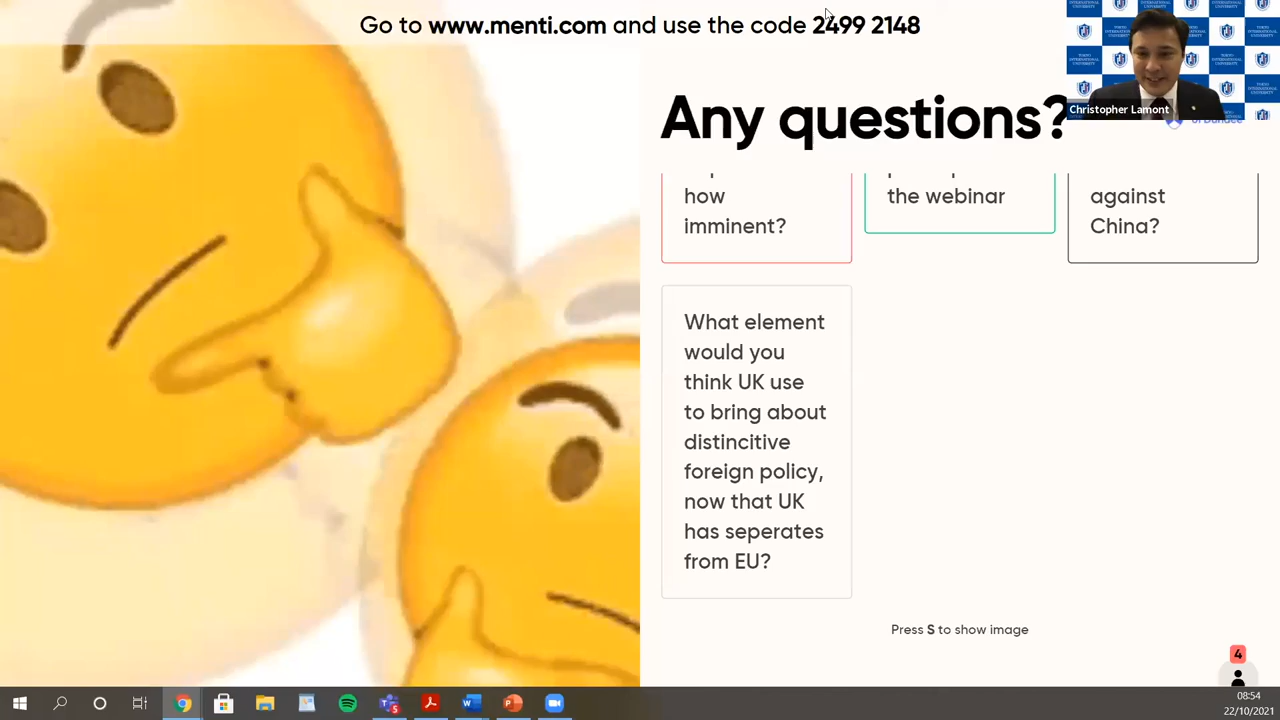 Go to www.menti.com and use the code 2499 2148
Any questions?
Christopher Lamont
how
imminent?
the webinar
against
China?
What element
would you
think UK use
to bring about
distincitive
foreign policy,
now that UK
has seperates
from EU?
Press S to show image
4
08:54
22/10/2021